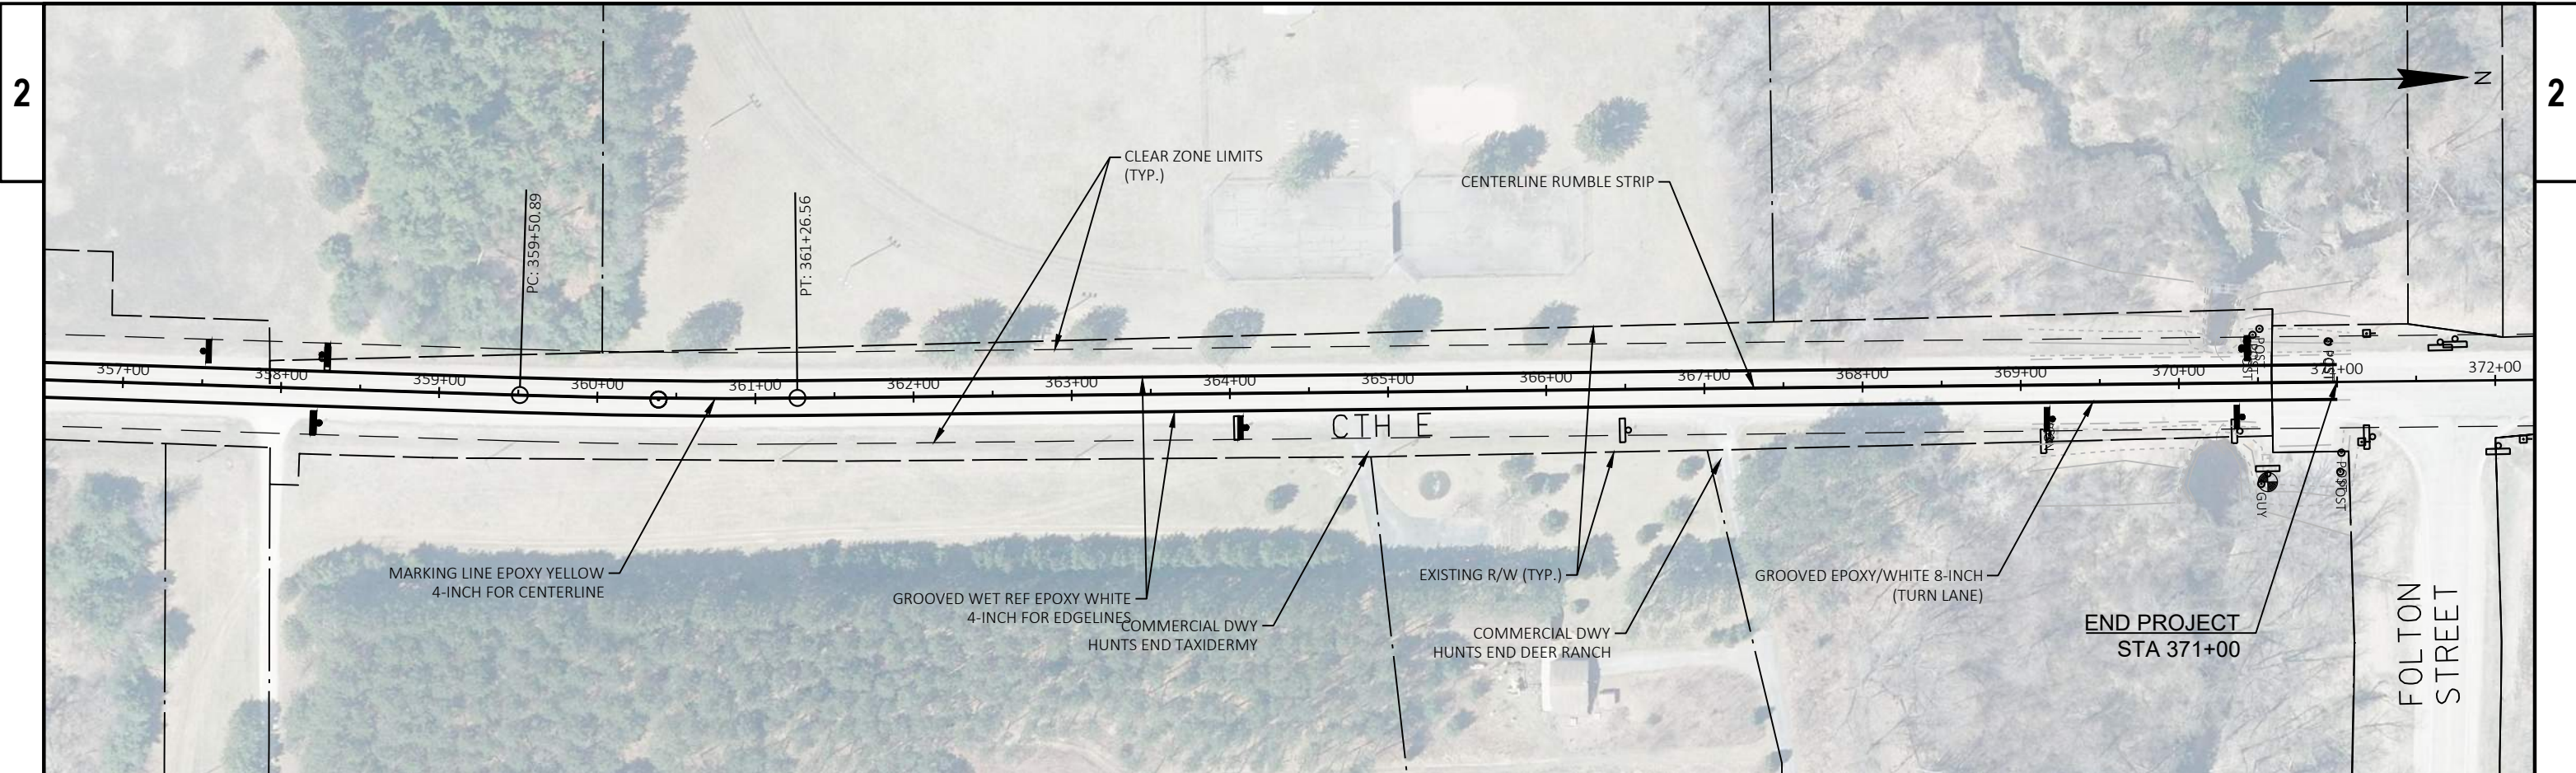 2
2
N
CLEAR ZONE LIMITS
(TYP.)
CENTERLINE RUMBLE STRIP
PC: 359+50.89
PT: 361+26.56
357+00
358+00
359+00
360+00
361+00
362+00
363+00
364+00
365+00
366+00
367+00
368+00
369+00
370+00
371+00
372+00
POST
POST
CTH E
POST
GUY
MARKING LINE EPOXY YELLOW
4-INCH FOR CENTERLINE
GROOVED WET REF EPOXY WHITE
4-INCH FOR EDGELINES
COMMERCIAL DWY
HUNTS END TAXIDERMY
EXISTING R/W (TYP.)
COMMERCIAL DWY
HUNTS END DEER RANCH
GROOVED EPOXY/WHITE 8-INCH
(TURN LANE)
END PROJECT
STA 371+00
FOLTON
STREET